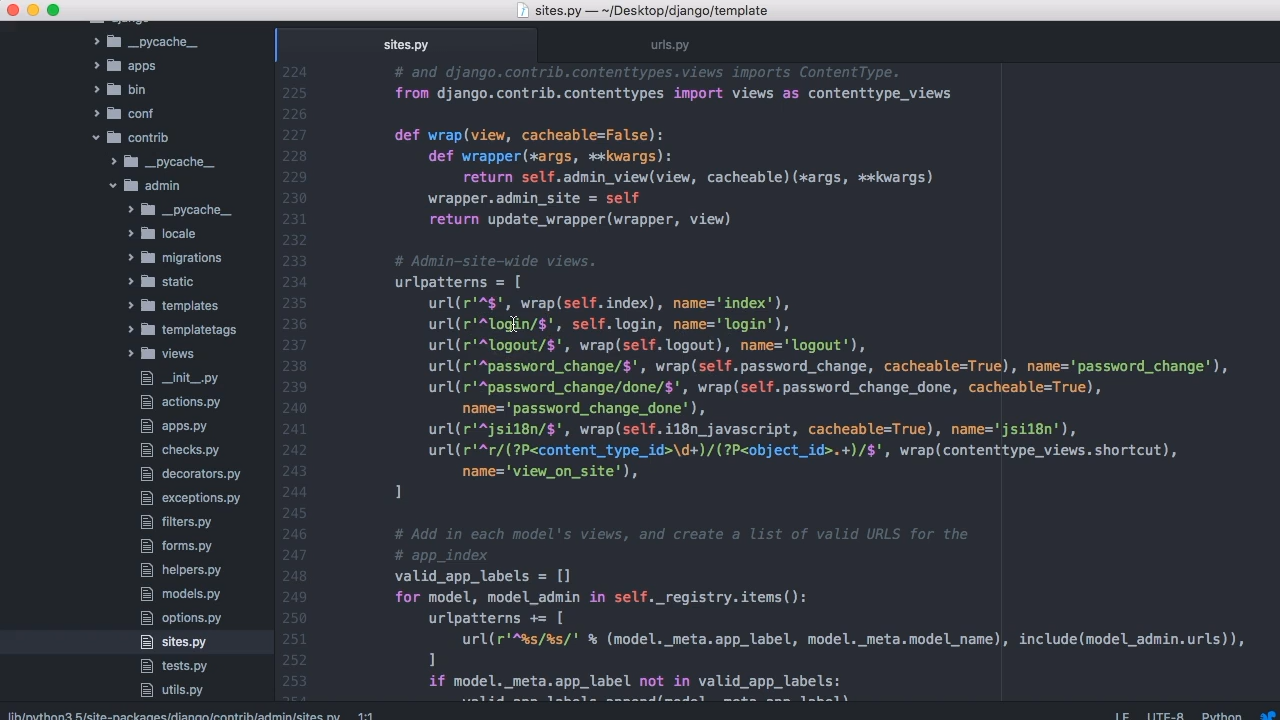 sites.py — ~/Desktop/django/template
sites.py
urls.py
__pycache__
apps
bin
conf
contrib
__pycache__
admin
__pycache__
locale
migrations
static
templates
templatetags
views
__init__.py
actions.py
apps.py
checks.py
decorators.py
exceptions.py
filters.py
forms.py
helpers.py
models.py
options.py
sites.py
tests.py
utils.py
224 # and django.contrib.contenttypes.views imports ContentType.
225 from django.contrib.contenttypes import views as contenttype_views
226
227 def wrap(view, cacheable=False):
228 def wrapper(*args, **kwargs):
229 return self.admin_view(view, cacheable)(*args, **kwargs)
230 wrapper.admin_site = self
231 return update_wrapper(wrapper, view)
232
233 # Admin-site-wide views.
234 urlpatterns = [
235 url(r'^$', wrap(self.index), name='index'),
236 url(r'^login/$', self.login, name='login'),
237 url(r'^logout/$', wrap(self.logout), name='logout'),
238 url(r'^password_change/$', wrap(self.password_change, cacheable=True), name='password_change'),
239 url(r'^password_change/done/$', wrap(self.password_change_done, cacheable=True),
240 name='password_change_done'),
241 url(r'^jsi18n/$', wrap(self.i18n_javascript, cacheable=True), name='jsi18n'),
242 url(r'^r/(?P<content_type_id>\d+)/(?P<object_id>.+)/$', wrap(contenttype_views.shortcut),
243 name='view_on_site'),
244 ]
245
246 # Add in each model's views, and create a list of valid URLS for the
247 # app_index
248 valid_app_labels = []
249 for model, model_admin in self._registry.items():
250 urlpatterns += [
251 url(r'^%s/%s/' % (model._meta.app_label, model._meta.model_name), include(model_admin.urls)),
252 ]
253 if model._meta.app_label not in valid_app_labels:
254 valid_app_labels.append(model._meta.app_label)
lib/python3.5/site-packages/django/contrib/admin/sites.py 1:1
LF UTF-8 Python